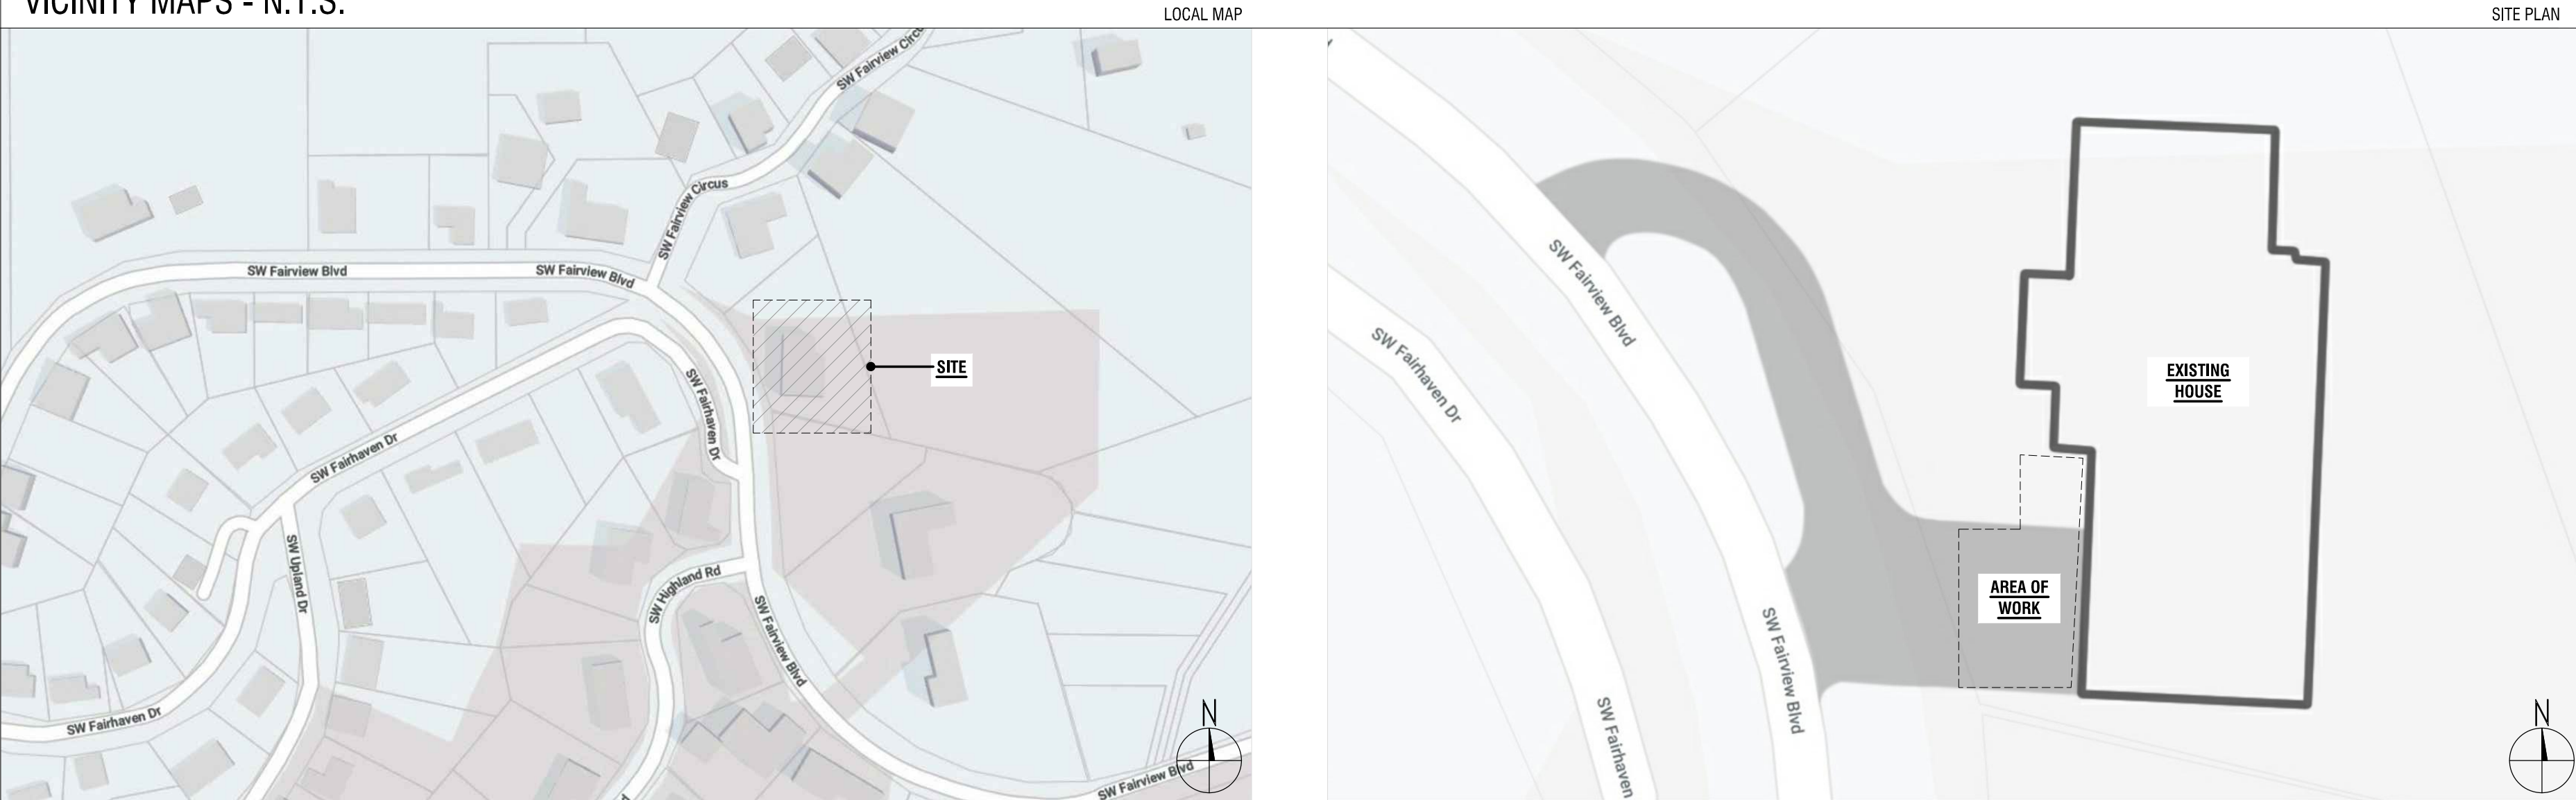 VICINITY MAPS - N.T.S.
LOCAL MAP
SITE PLAN
SW Fairview Circus
SW Fairview Blvd
SW Fairview Blvd
SW Fairview Circus
SITE
SW Fairhaven Dr
SW Fairhaven Dr
SW Upland Dr
SW Highland Rd
SW Fairview Blvd
SW Fairhaven Dr
SW Fairview Blvd
N
SW Fairview Blvd
SW Fairhaven Dr
EXISTING
HOUSE
AREA OF
WORK
SW Fairview Blvd
SW Fairhaven
N